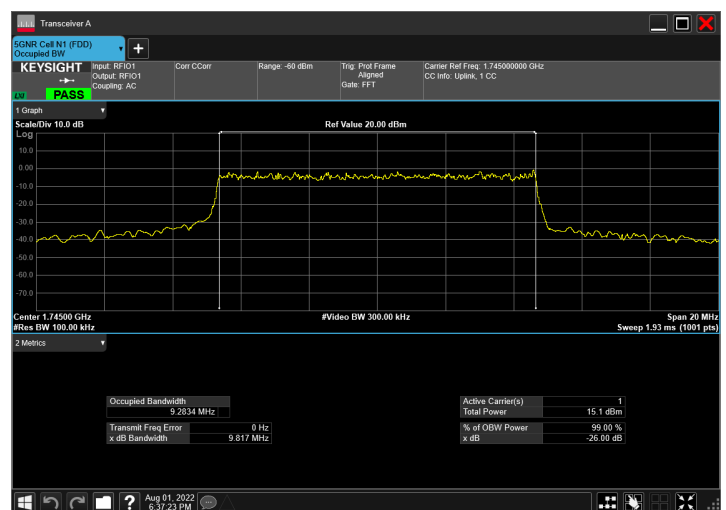 Transceiver A
5GNR Cell N1 (FDD)
Occupied BW
KEYSIGHT
LXI
PASS
Input: RFIO1
Output: RFIO1
Coupling: AC
Corr CCorr
Range: -60 dBm
Trig: Prot Frame
Aligned
Gate: FFT
Carrier Ref Freq: 1.745000000 GHz
CC Info: Uplink, 1 CC
1 Graph
Scale/Div 10.0 dB
Ref Value 20.00 dBm
Log
10.0
0.00
-10.0
-20.0
-30.0
-40.0
-50.0
-60.0
-70.0
Center 1.74500 GHz
#Video BW 300.00 kHz
Span 20 MHz
#Res BW 100.00 kHz
Sweep 1.93 ms (1001 pts)
2 Metrics
Occupied Bandwidth
9.2834 MHz
Transmit Freq Error 0 Hz
x dB Bandwidth 9.817 MHz
Active Carrier(s) 1
Total Power 15.1 dBm
% of OBW Power 99.00 %
x dB -26.00 dB
Aug 01, 2022
6:37:23 PM